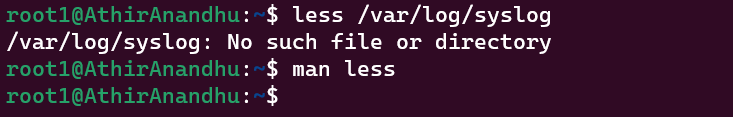 root1@AthirAnandhu:~$ less /var/log/syslog
/var/log/syslog: No such file or directory
root1@AthirAnandhu:~$ man less
root1@AthirAnandhu:~$